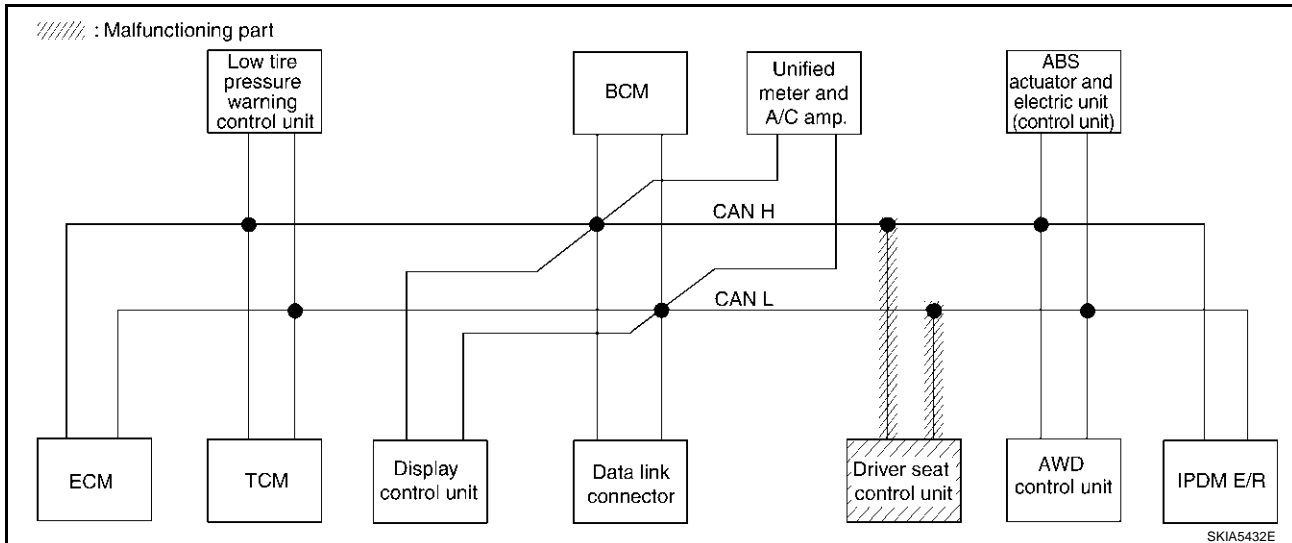 : Malfunctioning part
Low tire
pressure
warning
control unit
BCM
Unified
meter and
A/C amp.
ABS
actuator and
electric unit
(control unit)
CAN H
CAN L
ECM
TCM
Display
control unit
Data link
connector
Driver seat
control unit
AWD
control unit
IPDM E/R
SKIA5432E